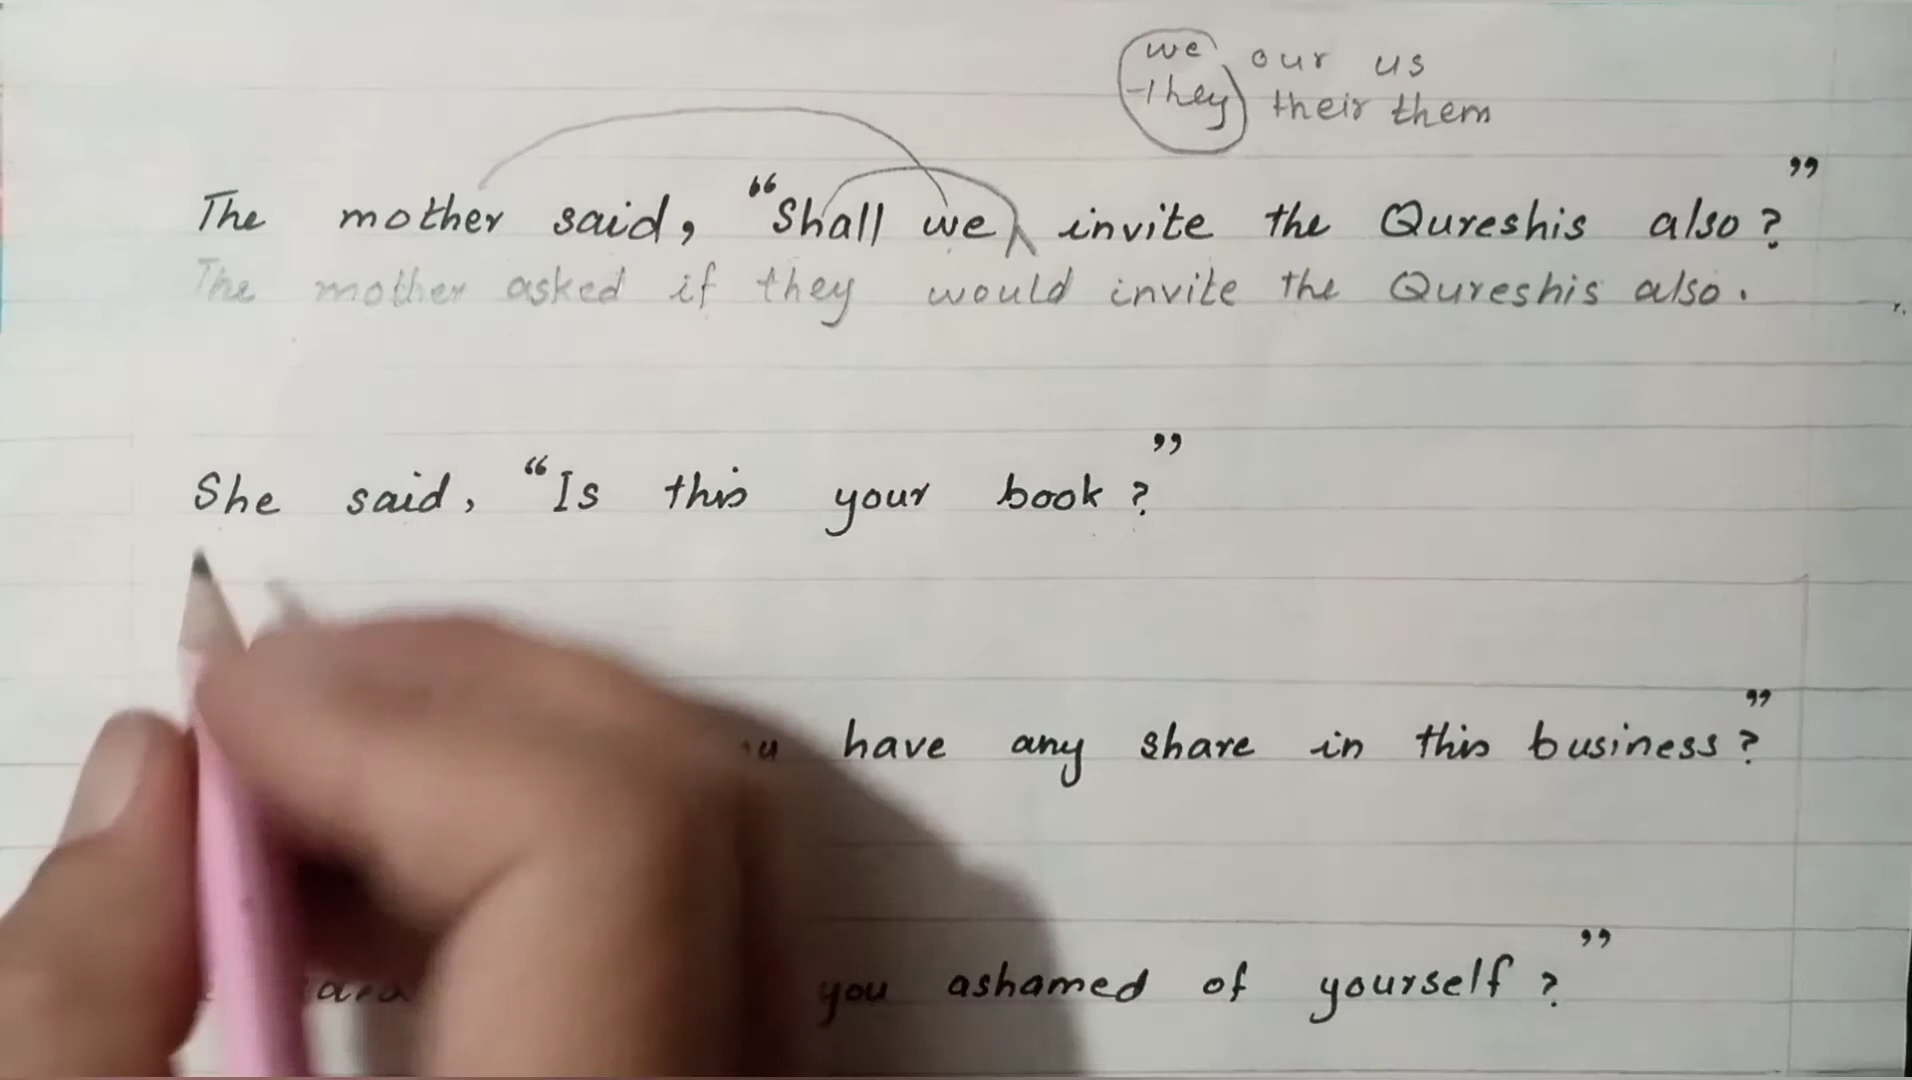 we our us
they their them
The mother said, “Shall we invite the Qureshis also?”
The mother asked if they would invite the Qureshis also.
She said, “Is this your book?”
have any share in this business?”
you ashamed of yourself?”